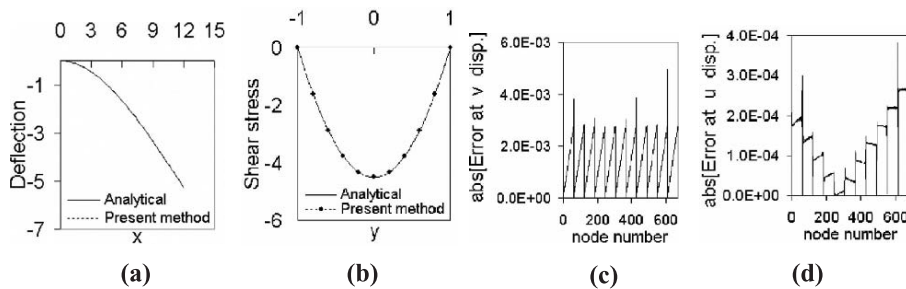 0 3 6 9 12 15
-1
-3
-5
-7
Deflection
x
Analytical
Present method
(a)
-1 0 1
0
-2
-4
-6
Shear stress
y
Analytical
Present method
(b)
abs[Error at v disp.]
6.0E-03
4.0E-03
2.0E-03
0.0E+00
0 200 400 600
node number
(c)
abs[Error at u disp.]
4.0E-04
3.0E-04
2.0E-04
1.0E-04
0.0E+00
0 200 400 600
node number
(d)